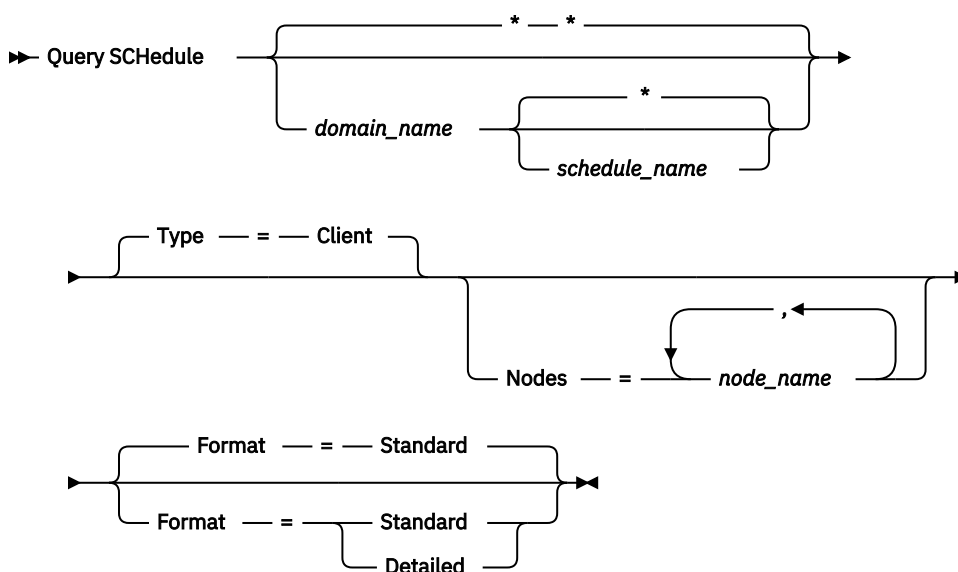 * *
Query SCHedule
*
domain_name
schedule_name
Type = Client
,
Nodes = node_name
Format = Standard
Format = Standard
Detailed